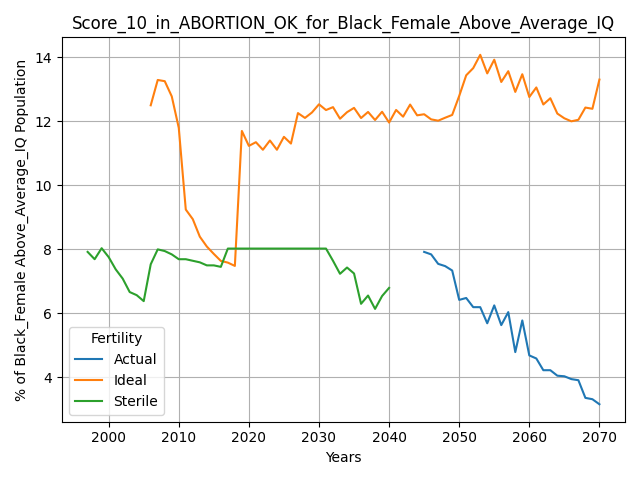 Score_10_in_ABORTION_OK_for_Black_Female_Above_Average_IQ
% of Black_Female Above_Average_IQ Population
14
12
10
8
6
4
Fertility
Actual
Ideal
Sterile
2000 2010 2020 2030 2040 2050 2060 2070
Years